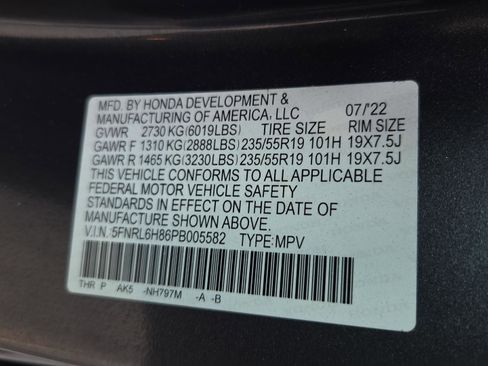 MFD. BY HONDA DEVELOPMENT &
MANUFACTURING OF AMERICA, LLC 07/'22
GVWR 2730 KG (6019LBS) TIRE SIZE RIM SIZE
GAWR F 1310 KG (2888LBS) 235/55R19 101H 19X7.5J
GAWR R 1465 KG (3230LBS) 235/55R19 101H 19X7.5J
THIS VEHICLE CONFORMS TO ALL APPLICABLE
FEDERAL MOTOR VEHICLE SAFETY
STANDARDS IN EFFECT ON THE DATE OF
MANUFACTURE SHOWN ABOVE.
V.I.N: 5FNRL6H86PB005582 TYPE:MPV
THR P AK5 -NH797M -A -B